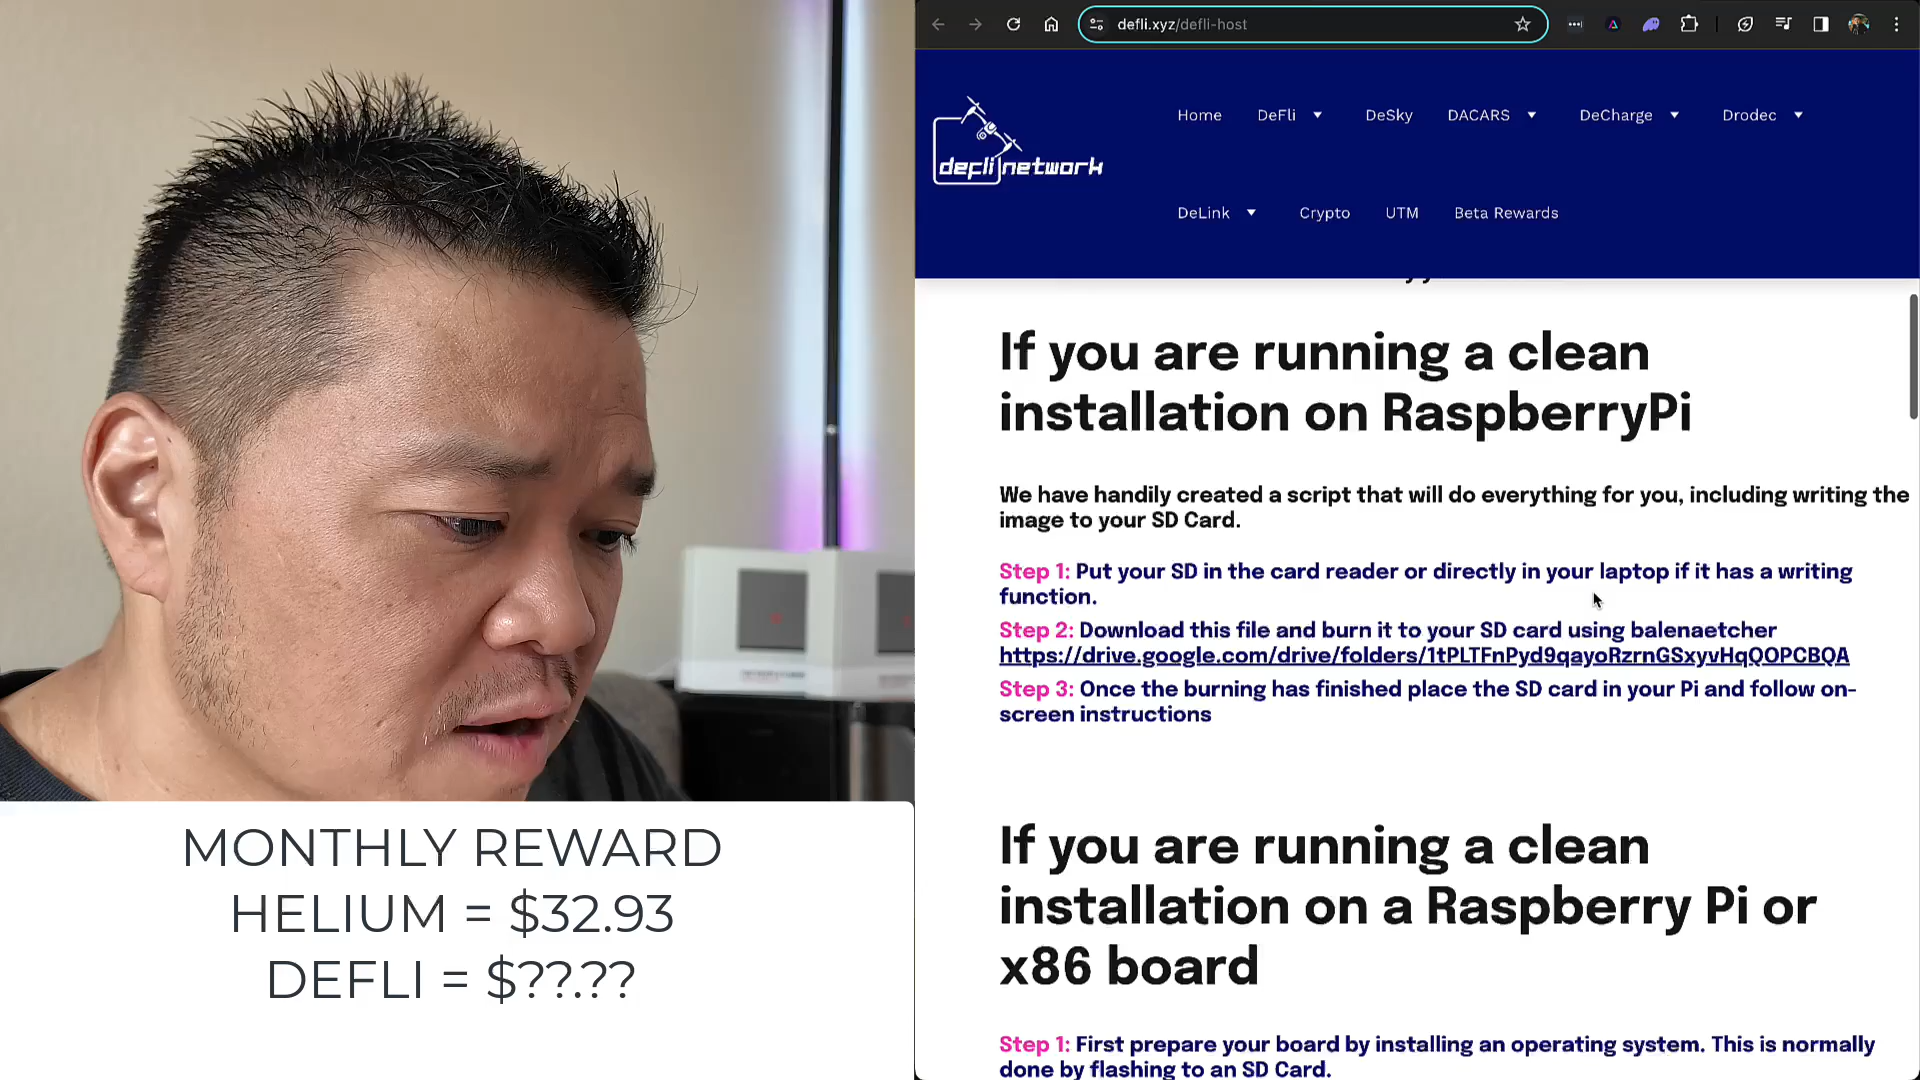 defli.xyz/defli-host
defli network
Home DeFli DeSky DACARS DeCharge Drodec
DeLink Crypto UTM Beta Rewards
If you are running a clean
installation on RaspberryPi
We have handily created a script that will do everything for you, including writing the
image to your SD Card.
Step 1: Put your SD in the card reader or directly in your laptop if it has a writing
function.
Step 2: Download this file and burn it to your SD card using balenaetcher
https://drive.google.com/drive/folders/1tPLTFnPyd9qayoRzrnGSxyvHqQOPCBQA
Step 3: Once the burning has finished place the SD card in your Pi and follow on-
screen instructions
If you are running a clean
installation on a Raspberry Pi or
x86 board
Step 1: First prepare your board by installing an operating system. This is normally
done by flashing to an SD Card.
MONTHLY REWARD
HELIUM = $32.93
DEFLI = $??.??